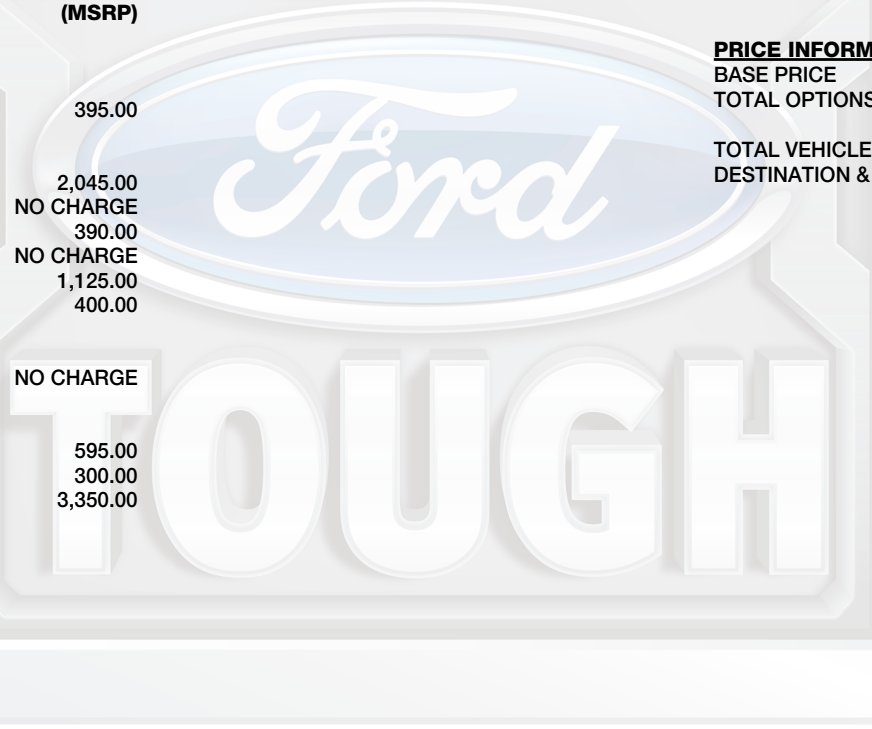 (MSRP)
395.00
2,045.00
NO CHARGE
390.00
NO CHARGE
1,125.00
400.00
NO CHARGE
595.00
300.00
3,350.00
PRICE INFORM
BASE PRICE
TOTAL OPTIONS
TOTAL VEHICLE
DESTINATION &
Ford
TOUGH